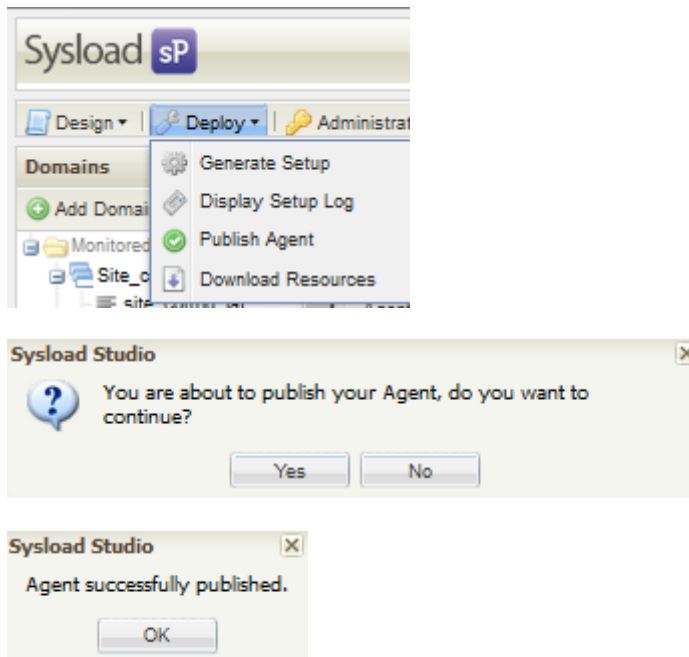 Sysload sP
Design Deploy Administrat
Domains
Generate Setup
Add Domai
Display Setup Log
Monitored
Publish Agent
Site_c
Download Resources
Sysload Studio
You are about to publish your Agent, do you want to
continue?
Yes No
Sysload Studio
Agent successfully published.
OK